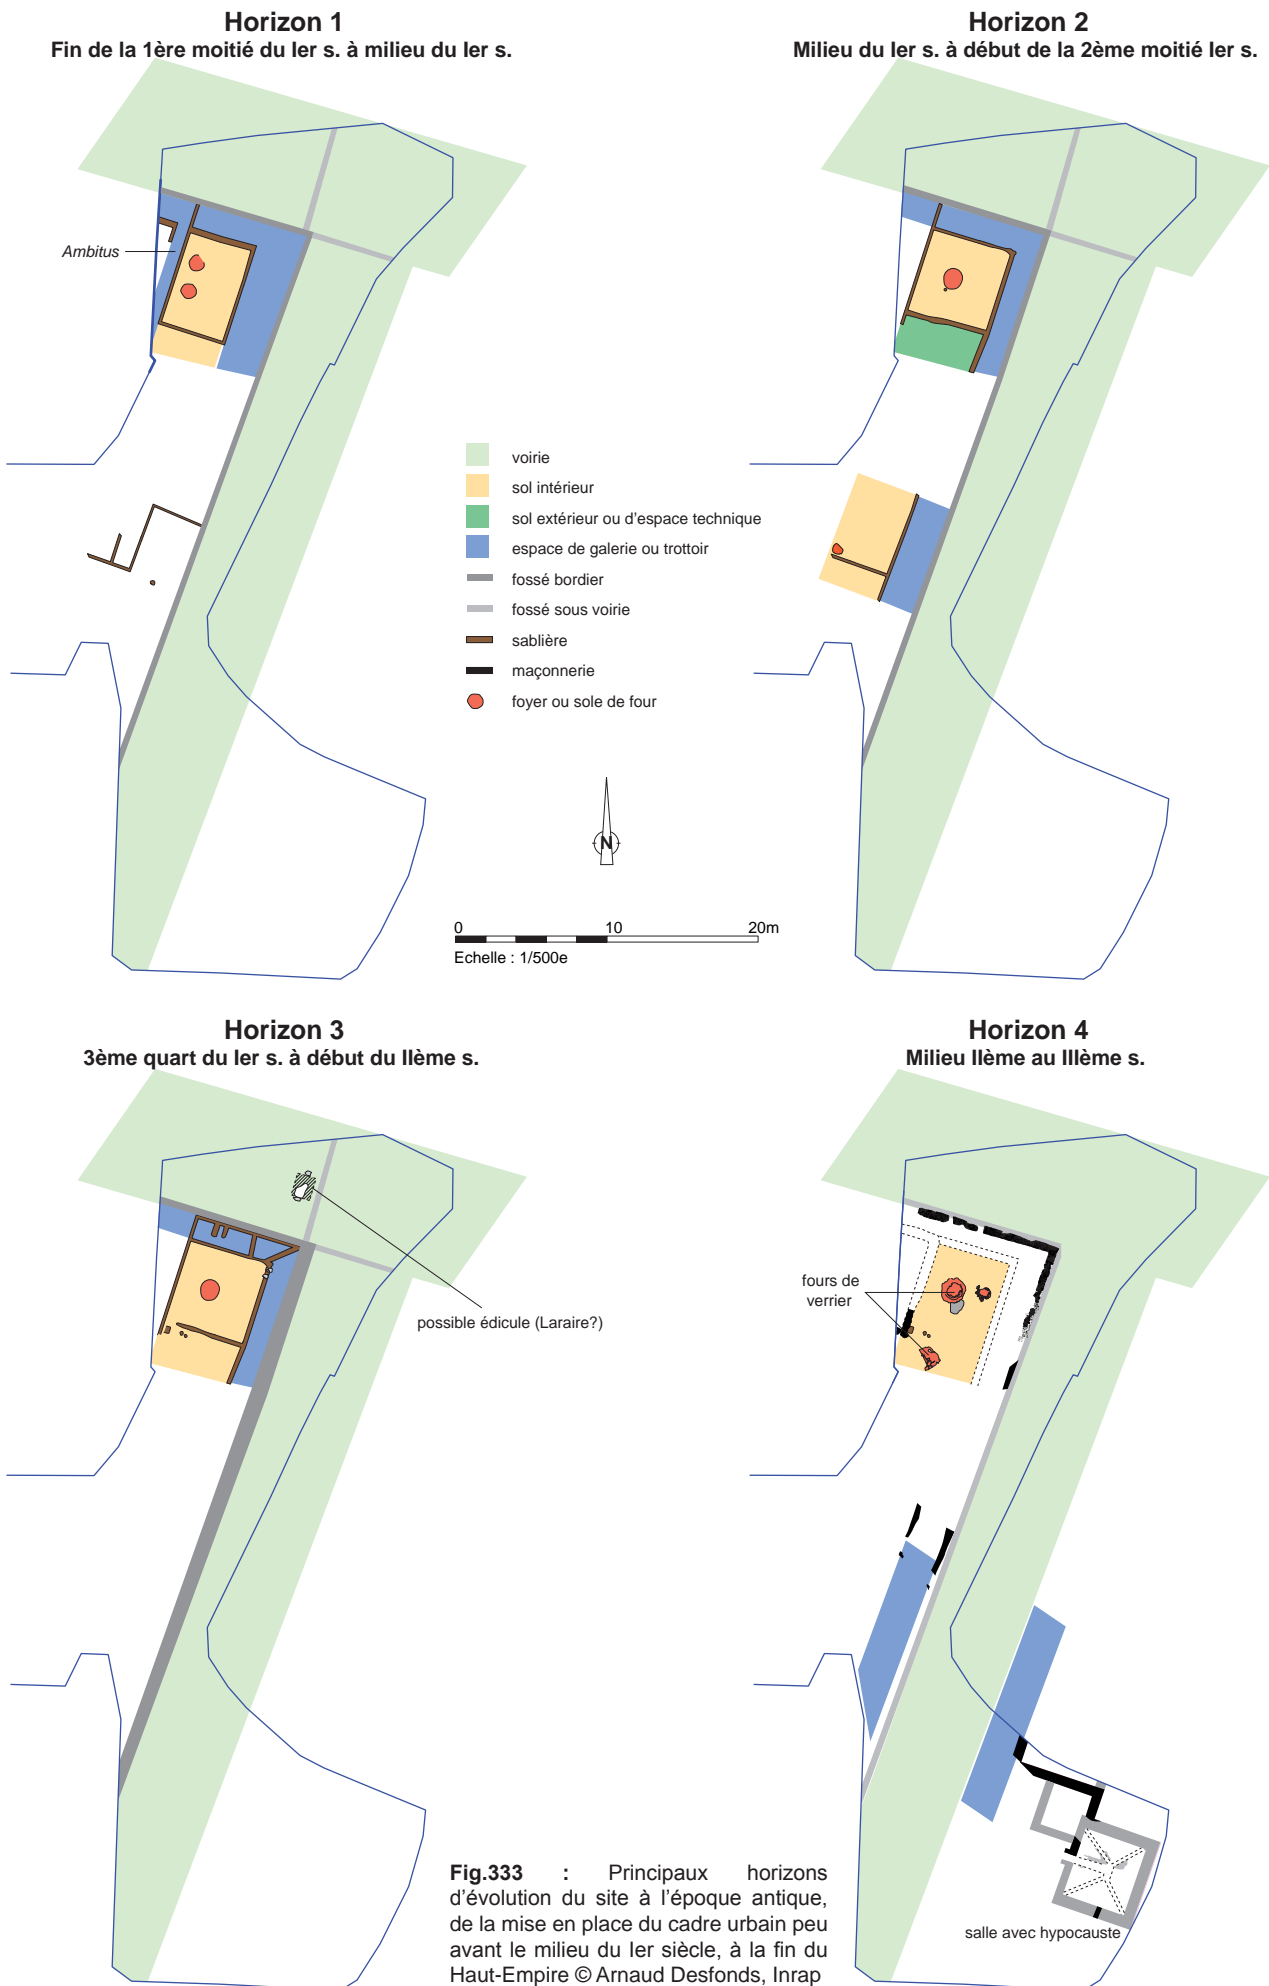 Horizon 1
Fin de la 1ère moitié du Ier s. à milieu du Ier s.
Horizon 2
Milieu du Ier s. à début de la 2ème moitié Ier s.
Ambitus
voirie
sol intérieur
sol extérieur ou d'espace technique
espace de galerie ou trottoir
fossé bordier
fossé sous voirie
sablière
maçonnerie
foyer ou sole de four
N
0 10 20m
Echelle : 1/500e
Horizon 3
3ème quart du Ier s. à début du IIème s.
Horizon 4
Milieu IIème au IIIème s.
possible édicule (Laraire?)
fours de
verrier
salle avec hypocauste
Fig.333 : Principaux horizons
d'évolution du site à l'époque antique,
de la mise en place du cadre urbain peu
avant le milieu du Ier siècle, à la fin du
Haut-Empire © Arnaud Desfonds, Inrap